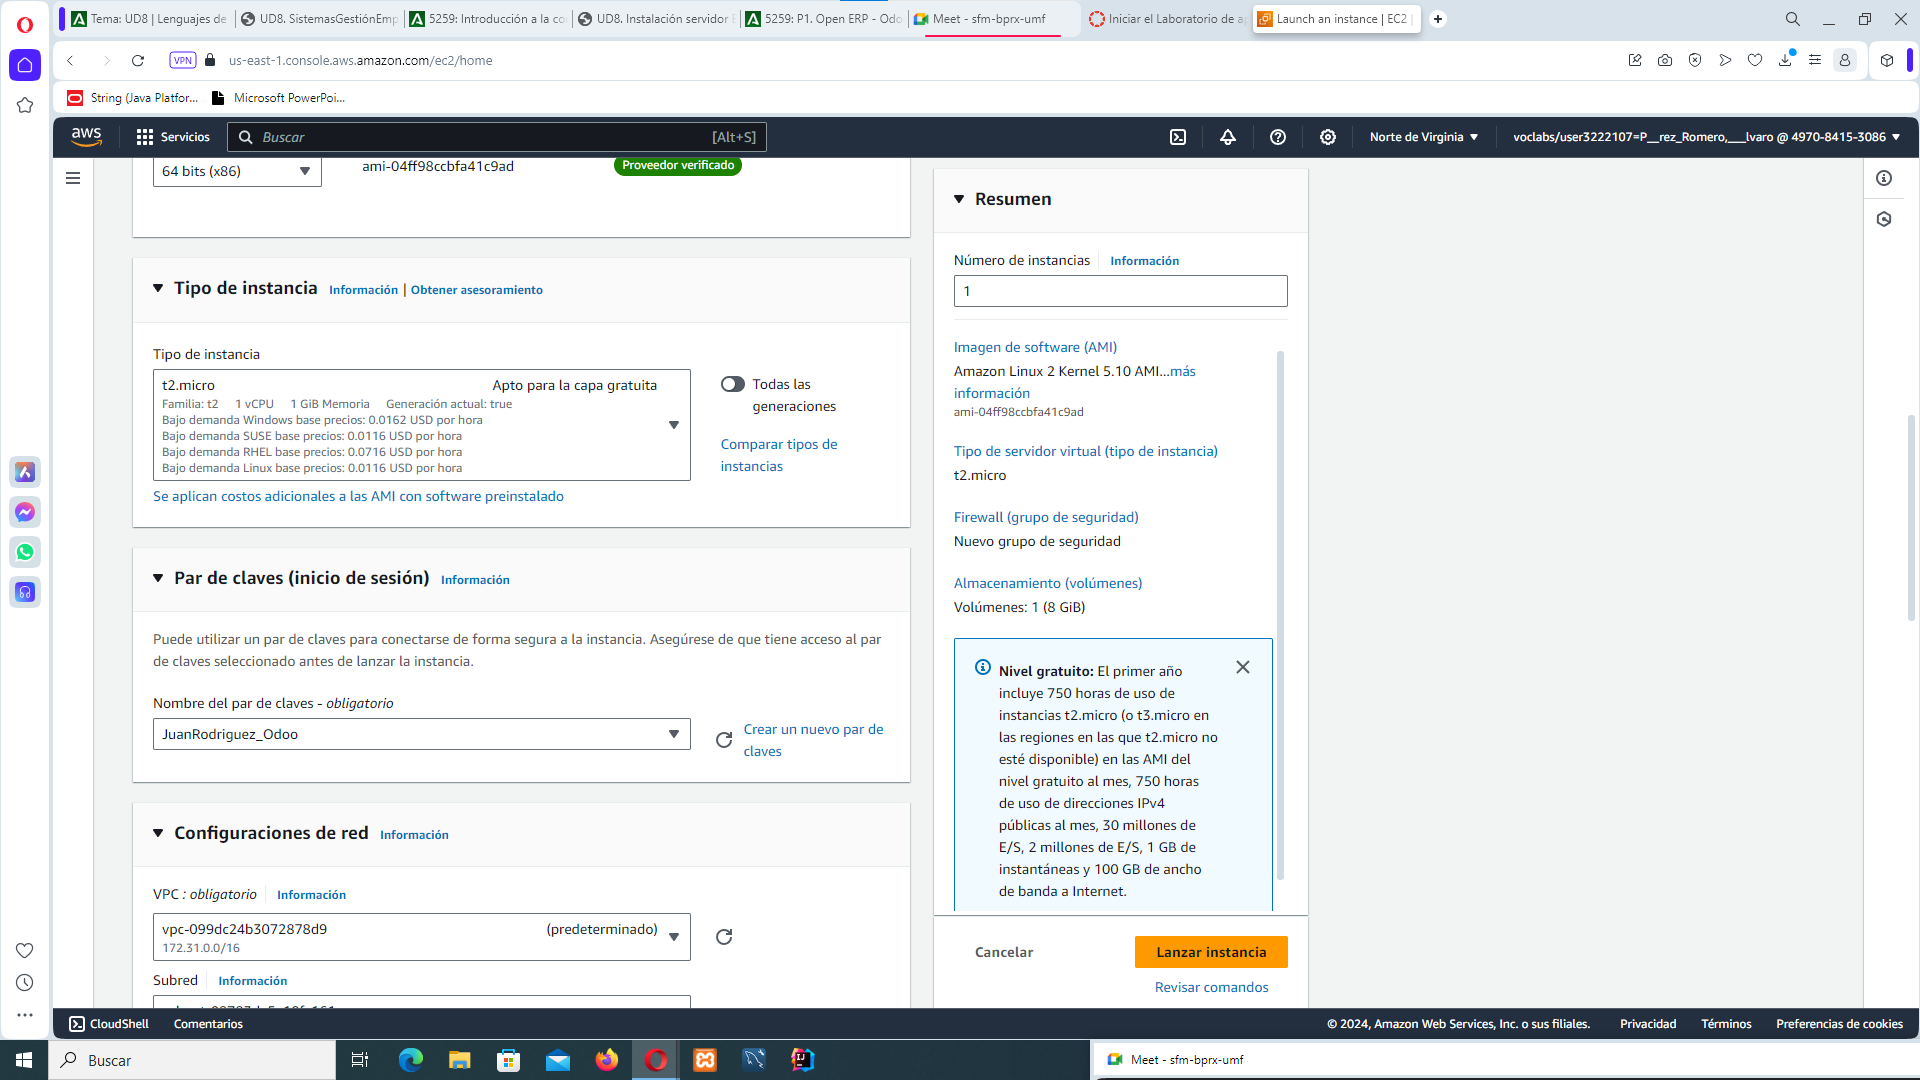 Tema: UD8 | Lenguajes de
UD8. SistemasGestiónEmp
5259: Introducción a la co
UD8. Instalación servidor E
5259: P1. Open ERP - Odo
Meet - sfm-bprx-umf
Iniciar el Laboratorio de ap
Launch an instance | EC2 |
VPN
us-east-1.console.aws.amazon.com/ec2/home
String (Java Platfor...
Microsoft PowerPoi...
aws
Servicios
Buscar
[Alt+S]
Norte de Virginia
voclabs/user3222107=P__rez_Romero,___lvaro @ 4970-8415-3086
64 bits (x86)
ami-04ff98ccbfa41c9ad
Proveedor verificado
Tipo de instancia
Información | Obtener asesoramiento
Tipo de instancia
t2.micro
Apto para la capa gratuita
Familia: t2 1 vCPU 1 GiB Memoria Generación actual: true
Bajo demanda Windows base precios: 0.0162 USD por hora
Bajo demanda SUSE base precios: 0.0116 USD por hora
Bajo demanda RHEL base precios: 0.0716 USD por hora
Bajo demanda Linux base precios: 0.0116 USD por hora
Todas las
generaciones
Comparar tipos de
instancias
Se aplican costos adicionales a las AMI con software preinstalado
Par de claves (inicio de sesión)
Información
Puede utilizar un par de claves para conectarse de forma segura a la instancia. Asegúrese de que tiene acceso al par
de claves seleccionado antes de lanzar la instancia.
Nombre del par de claves - obligatorio
JuanRodriguez_Odoo
Crear un nuevo par de
claves
Configuraciones de red
Información
VPC : obligatorio
Información
vpc-099dc24b3072878d9
(predeterminado)
172.31.0.0/16
Subred
Información
Resumen
Número de instancias
Información
1
Imagen de software (AMI)
Amazon Linux 2 Kernel 5.10 AMI...más
información
ami-04ff98ccbfa41c9ad
Tipo de servidor virtual (tipo de instancia)
t2.micro
Firewall (grupo de seguridad)
Nuevo grupo de seguridad
Almacenamiento (volúmenes)
Volúmenes: 1 (8 GiB)
Nivel gratuito: El primer año
incluye 750 horas de uso de
instancias t2.micro (o t3.micro en
las regiones en las que t2.micro no
esté disponible) en las AMI del
nivel gratuito al mes, 750 horas
de uso de direcciones IPv4
públicas al mes, 30 millones de
E/S, 2 millones de E/S, 1 GB de
instantáneas y 100 GB de ancho
de banda a Internet.
Cancelar
Lanzar instancia
Revisar comandos
CloudShell
Comentarios
© 2024, Amazon Web Services, Inc. o sus filiales.
Privacidad
Términos
Preferencias de cookies
Buscar
Meet - sfm-bprx-umf